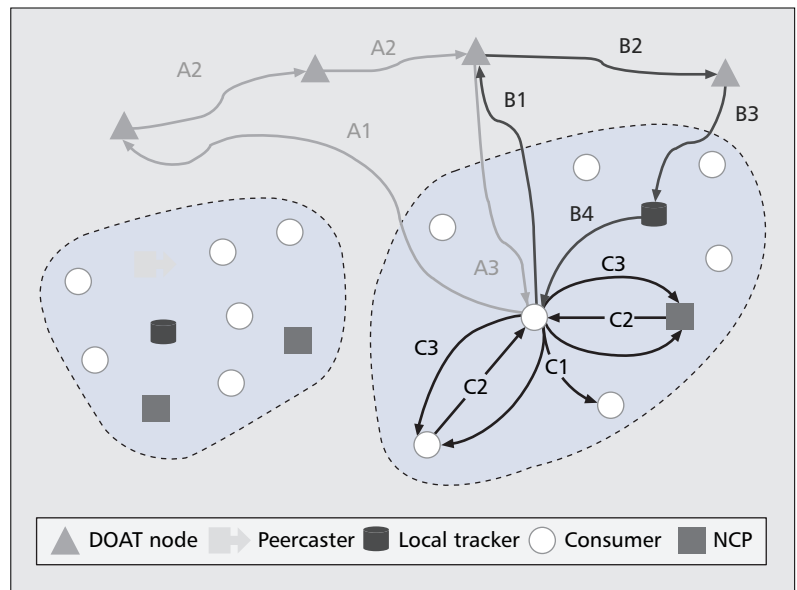 A2
A2
B2
B1
B3
A1
B4
A3
C3
C2
C3
C1
C2
DOAT node
Peercaster
Local tracker
Consumer
NCP